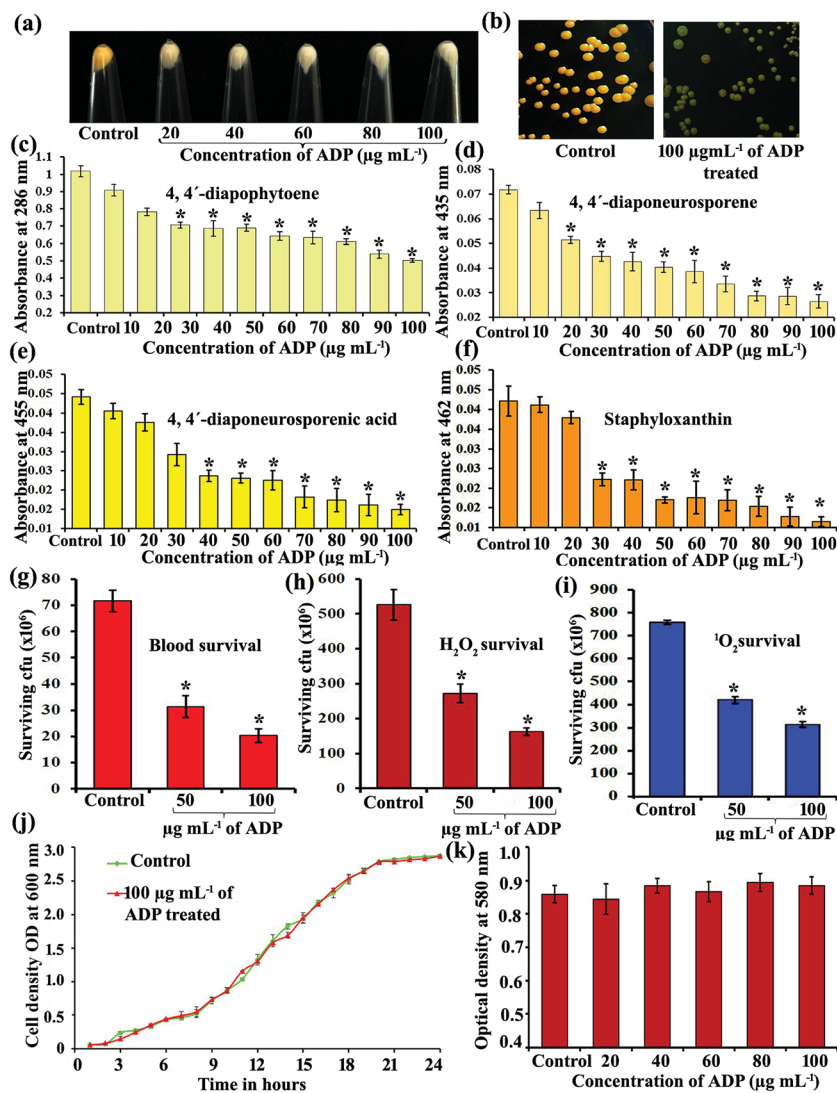 (a)
Control
20
40
60
80
100
Concentration of ADP (µg mL⁻¹)
(b)
Control
100 µgmL⁻¹ of ADP
treated
(c)
Absorbance at 286 nm
1.1
1
0.9
0.8
0.7
0.6
0.5
0.4
0.3
0.2
4, 4´-diapophytoene
* * * * * * * *
Control 10 20 30 40 50 60 70 80 90 100
Concentration of ADP (µg mL⁻¹)
(d)
Absorbance at 435 nm
0.07
0.06
0.05
0.04
0.03
0.02
4, 4´-diaponeurosporene
* * * * * * * * *
Control 10 20 30 40 50 60 70 80 90 100
Concentration of ADP (µg mL⁻¹)
(e)
Absorbance at 455 nm
0.05
0.04
0.04
0.03
0.03
0.02
0.02
0.01
4, 4´-diaponeurosporenic acid
* * * * * * *
Control 10 20 30 40 50 60 70 80 90 100
Concentration of ADP (µg mL⁻¹)
(f)
Absorbance at 462 nm
0.05
0.04
0.04
0.03
0.03
0.02
0.02
0.01
Staphyloxanthin
* * * * * * * *
Control 10 20 30 40 50 60 70 80 90 100
Concentration of ADP (µg mL⁻¹)
(g)
Surviving cfu (x10⁶)
80
70
60
50
40
30
20
10
0
Blood survival
* *
Control 50 100
µg mL⁻¹ of ADP
(h)
Surviving cfu (x10⁶)
600
500
400
300
200
100
0
H₂O₂ survival
* *
Control 50 100
µg mL⁻¹ of ADP
(i)
Surviving cfu (x10⁶)
900
800
700
600
500
400
300
200
100
0
¹O₂survival
* *
Control 50 100
µg mL⁻¹ of ADP
(j)
Cell density OD at 600 nm
3.0
2.5
2.0
1.5
1.0
0.5
0.0
Control
100 µg mL⁻¹ of
ADP treated
0 3 6 9 12 15 18 21 24
Time in hours
(k)
Optical density at 580 nm
1
0.9
0.8
0.7
0.6
0.5
0.4
Control 20 40 60 80 100
Concentration of ADP (µg mL⁻¹)